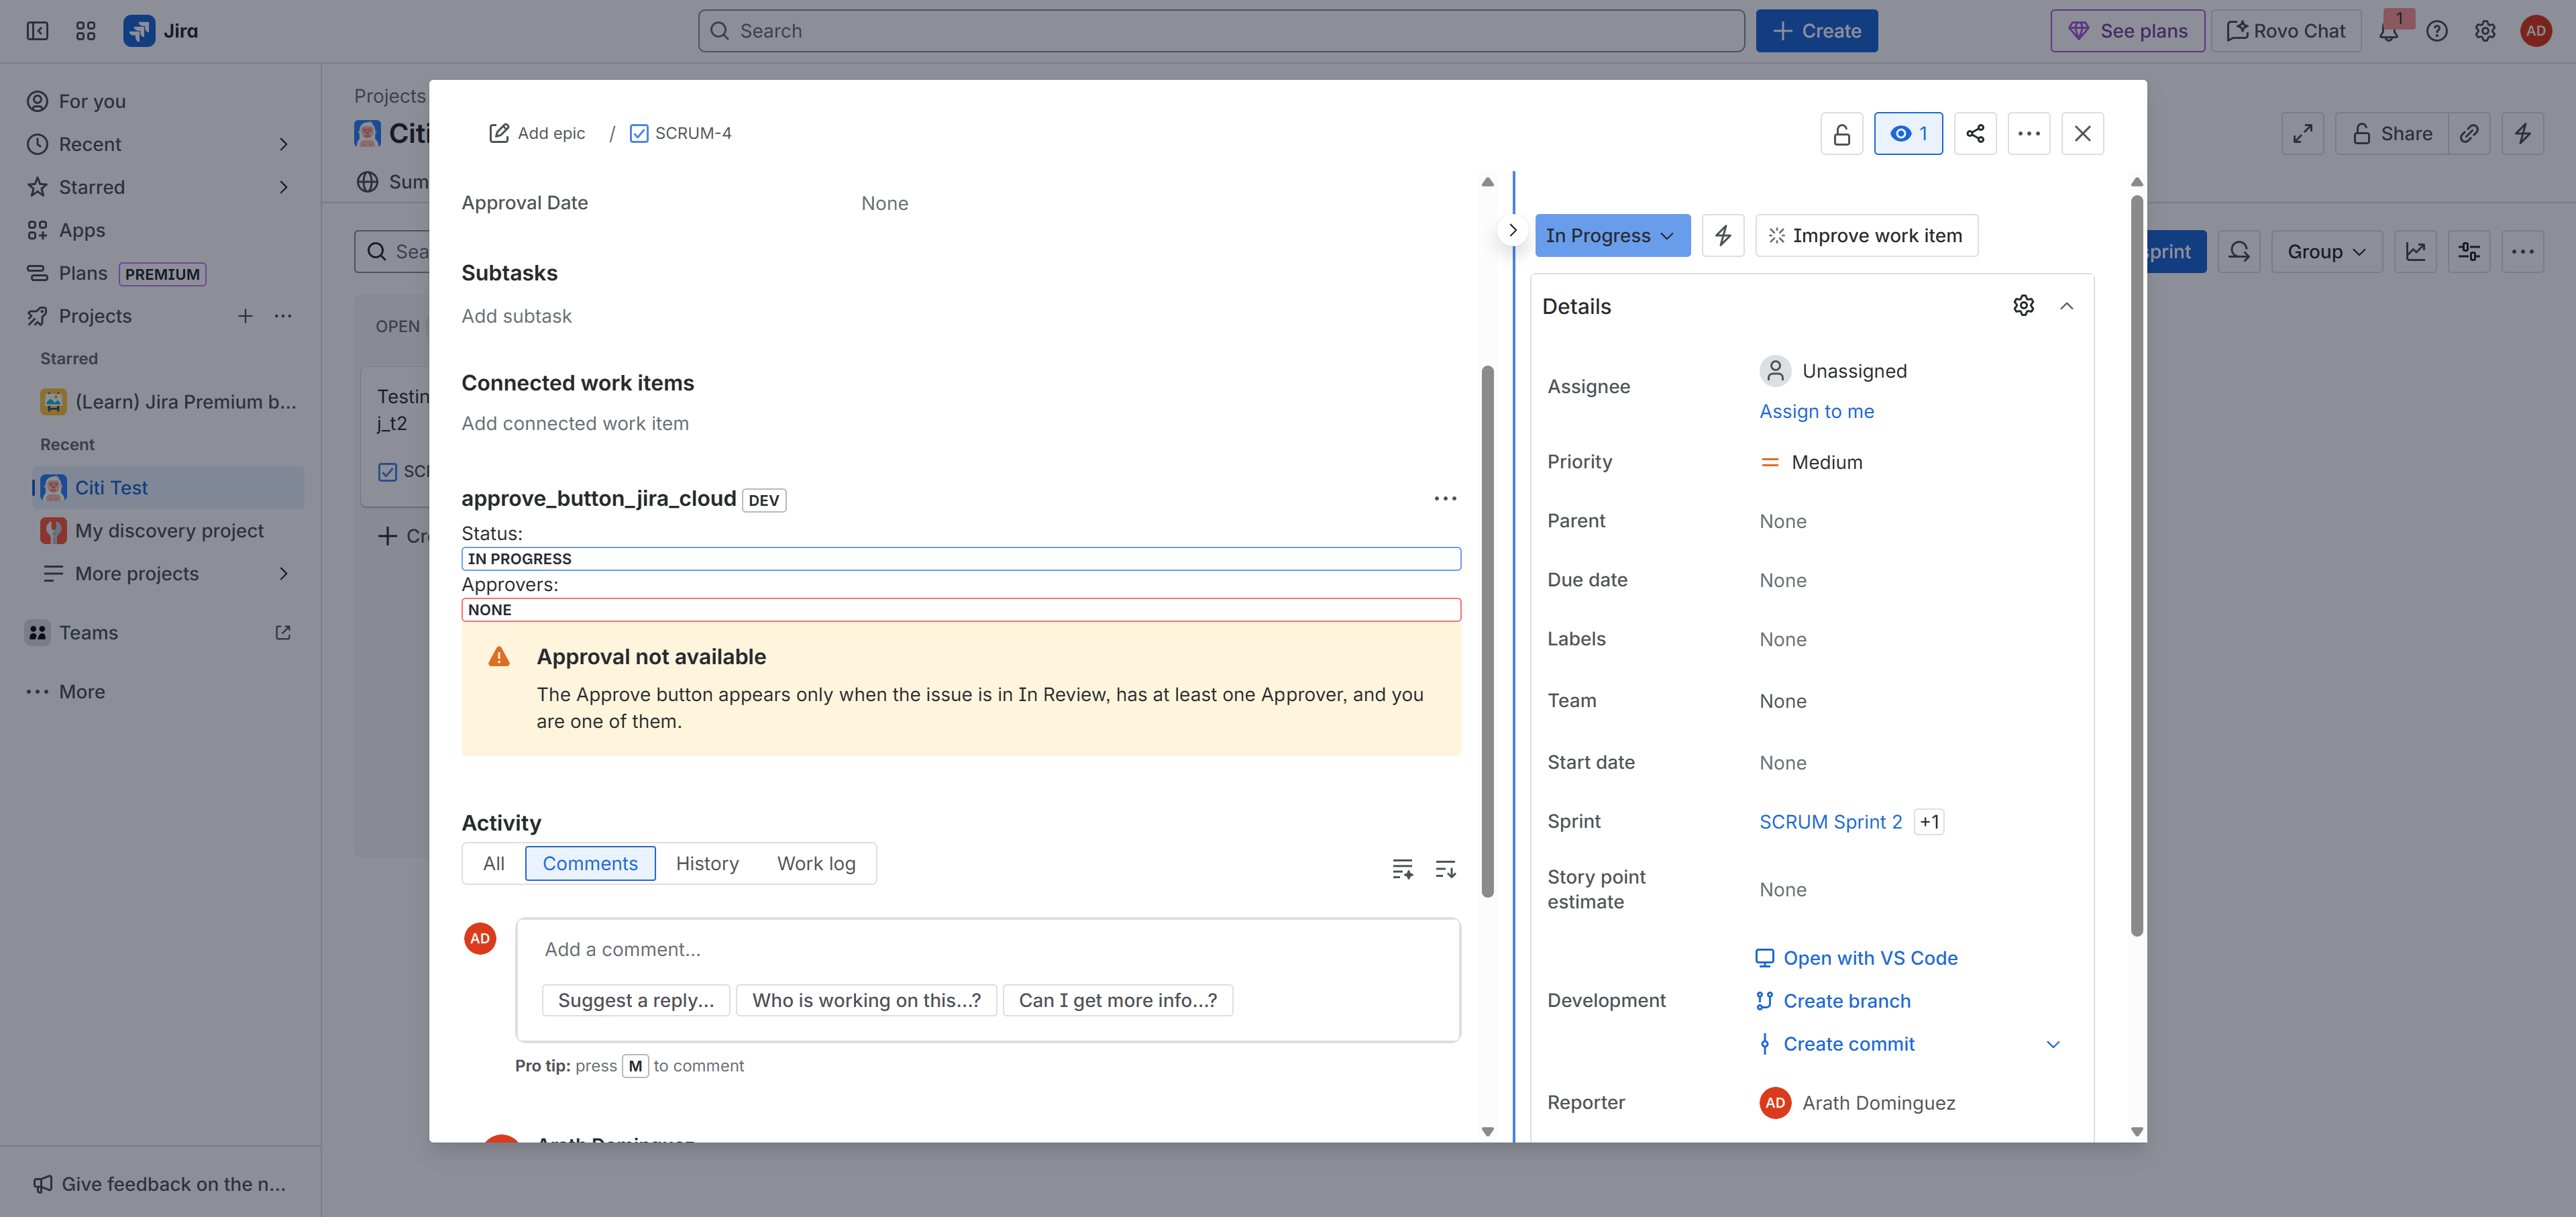 Jira
Search
Create
See plans
Rovo Chat
1
AD
For you
Recent
Starred
Apps
Plans PREMIUM
Projects
Starred
(Learn) Jira Premium b...
Recent
Citi Test
My discovery project
More projects
Teams
More
Give feedback on the n...
Projects
Citi
Sum
Sea
OPEN
Testin
j_t2
SCR
Cr
Share
print
Group
Add epic / SCRUM-4
1
Approval Date None
Subtasks
Add subtask
Connected work items
Add connected work item
approve_button_jira_cloud DEV
Status:
IN PROGRESS
Approvers:
NONE
Approval not available
The Approve button appears only when the issue is in In Review, has at least one Approver, and you
are one of them.
Activity
All Comments History Work log
AD
Add a comment...
Suggest a reply... Who is working on this...? Can I get more info...?
Pro tip: press M to comment
Arath Dominguez
In Progress
Improve work item
Details
Assignee Unassigned
Assign to me
Priority Medium
Parent None
Due date None
Labels None
Team None
Start date None
Sprint SCRUM Sprint 2 +1
Story point
estimate
None
Development
Open with VS Code
Create branch
Create commit
Reporter AD Arath Dominguez